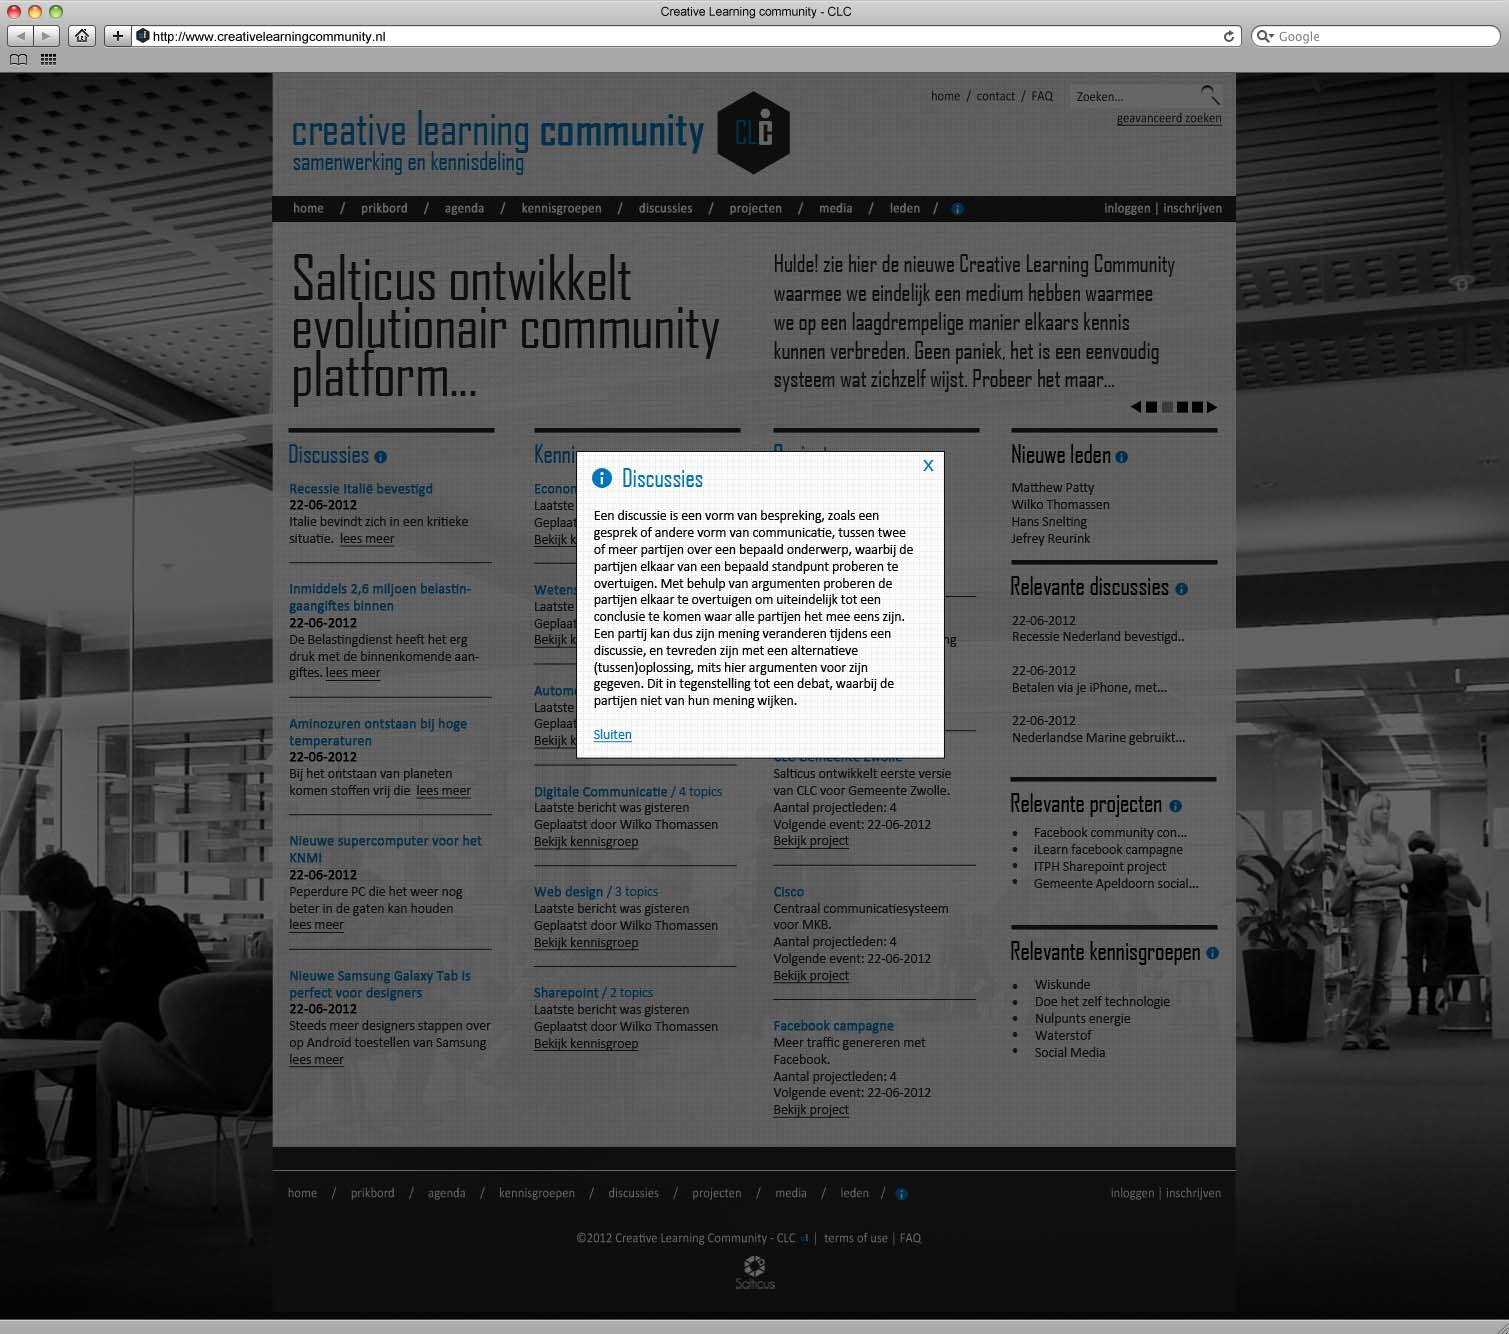 Creative Learning community - CLC
http://www.creativelearningcommunity.nl
Google
home / contact / FAQ
Zoeken...
geavanceerd zoeken
creative learning community
samenwerking en kennisdeling
CLC
home / prikbord / agenda / kennisgroepen / discussies / projecten / media / leden / i
inloggen | inschrijven
Salticus ontwikkelt
evolutionair community
platform...
Hulde! zie hier de nieuwe Creative Learning Community
waarmee we eindelijk een medium hebben waarmee
we op een laagdrempelige manier elkaars kennis
kunnen verbreden. Geen paniek, het is een eenvoudig
systeem wat zichzelf wijst. Probeer het maar...
Discussies i
Recessie Italië bevestigd
22-06-2012
Italie bevindt zich in een kritieke
situatie. lees meer
Inmiddels 2,6 miljoen belastin-
gaangiftes binnen
22-06-2012
De Belastingdienst heeft het erg
druk met de binnenkomende aan-
giftes. lees meer
Aminozuren ontstaan bij hoge
temperaturen
22-06-2012
Bij het ontstaan van planeten
komen stoffen vrij die lees meer
Nieuwe supercomputer voor het
KNMI
22-06-2012
Peperdure PC die het weer nog
beter in de gaten kan houden
lees meer
Nieuwe Samsung Galaxy Tab is
perfect voor designers
22-06-2012
Steeds meer designers stappen over
op Android toestellen van Samsung
lees meer
Kenni
Econon
Laatste
Geplaat
Bekijk k
Wetens
Laatste
Geplaat
Bekijk k
Autom
Laatste
Geplaat
Bekijk k
Digitale Communicatie / 4 topics
Laatste bericht was gisteren
Geplaatst door Wilko Thomassen
Bekijk kennisgroep
Web design / 3 topics
Laatste bericht was gisteren
Geplaatst door Wilko Thomassen
Bekijk kennisgroep
Sharepoint / 2 topics
Laatste bericht was gisteren
Geplaatst door Wilko Thomassen
Bekijk kennisgroep
i Discussies
X
Een discussie is een vorm van bespreking, zoals een
gesprek of andere vorm van communicatie, tussen twee
of meer partijen over een bepaald onderwerp, waarbij de
partijen elkaar van een bepaald standpunt proberen te
overtuigen. Met behulp van argumenten proberen de
partijen elkaar te overtuigen om uiteindelijk tot een
conclusie te komen waar alle partijen het mee eens zijn.
Een partij kan dus zijn mening veranderen tijdens een
discussie, en tevreden zijn met een alternatieve
(tussen)oplossing, mits hier argumenten voor zijn
gegeven. Dit in tegenstelling tot een debat, waarbij de
partijen niet van hun mening wijken.
Sluiten
ng
CLC Gemeente Zwolle
Salticus ontwikkelt eerste versie
van CLC voor Gemeente Zwolle.
Aantal projectleden: 4
Volgende event: 22-06-2012
Bekijk project
Cisco
Centraal communicatiesysteem
voor MKB.
Aantal projectleden: 4
Volgende event: 22-06-2012
Bekijk project
Facebook campagne
Meer traffic genereren met
Facebook.
Aantal projectleden: 4
Volgende event: 22-06-2012
Bekijk project
Nieuwe leden i
Matthew Patty
Wilko Thomassen
Hans Snelting
Jefrey Reurink
Relevante discussies i
22-06-2012
Recessie Nederland bevestigd..
22-06-2012
Betalen via je iPhone, met...
22-06-2012
Nederlandse Marine gebruikt...
Relevante projecten i
• Facebook community con...
• iLearn facebook campagne
• ITPH Sharepoint project
• Gemeente Apeldoorn social...
Relevante kennisgroepen i
• Wiskunde
• Doe het zelf technologie
• Nulpunts energie
• Waterstof
• Social Media
home / prikbord / agenda / kennisgroepen / discussies / projecten / media / leden / i
inloggen | inschrijven
©2012 Creative Learning Community - CLC | terms of use | FAQ
Salticus